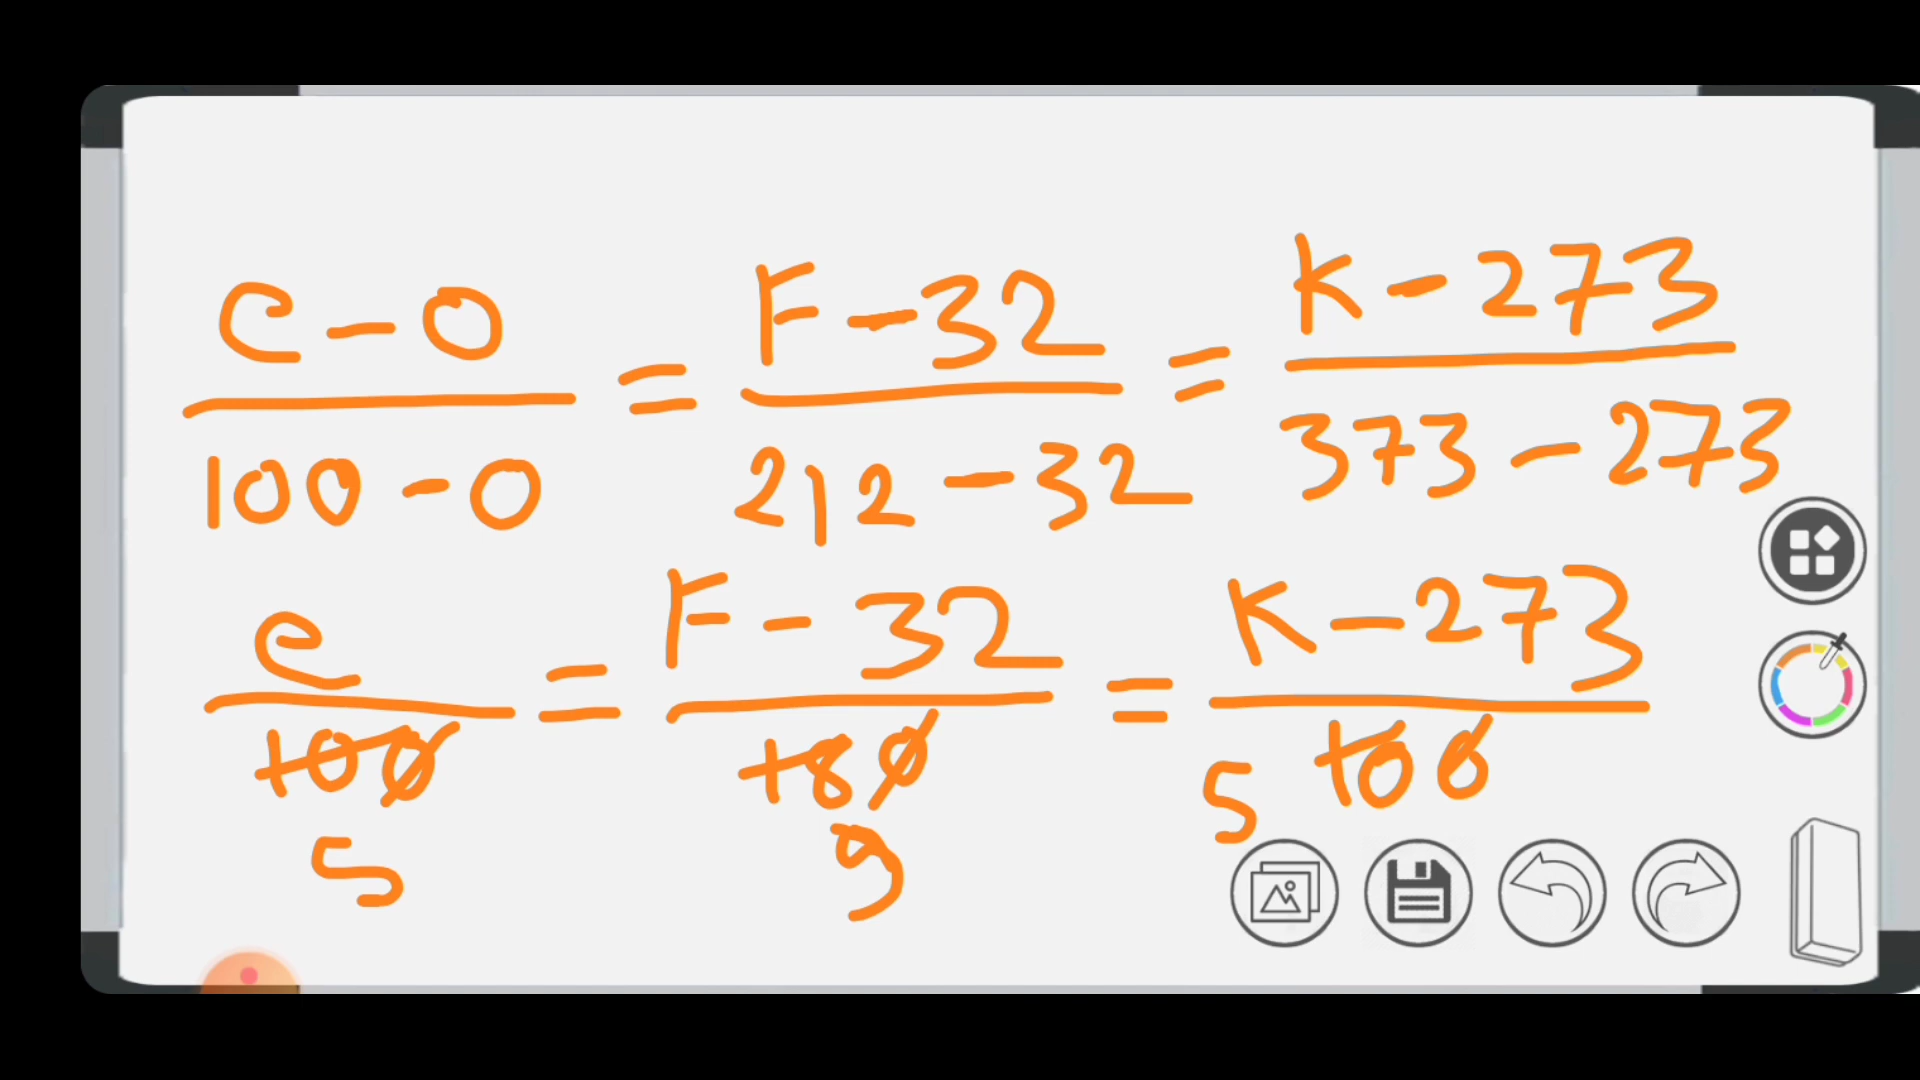 C - 0 / 100 - 0 = F - 32 / 212 - 32 = K - 273 / 373 - 273
C / 100 = F - 32 / 180 = K - 273 / 100
5 9 5